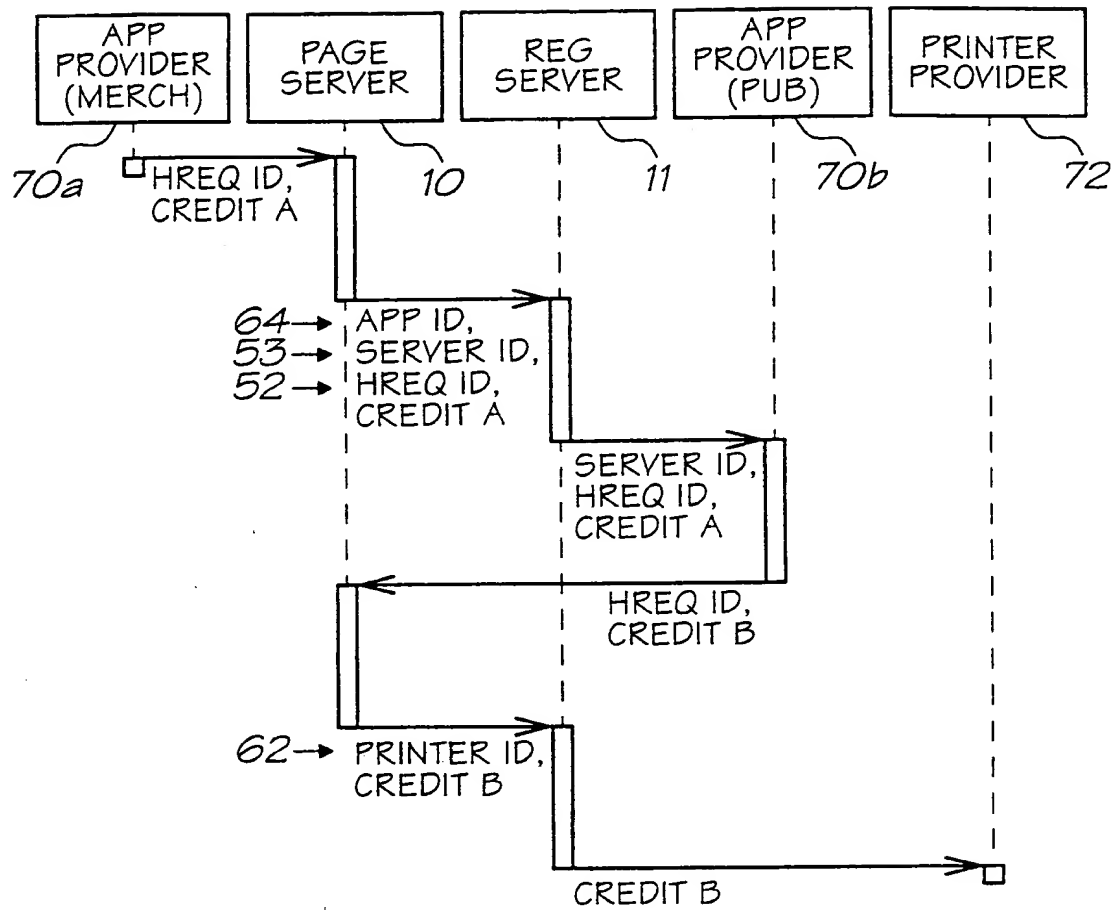 APP
PROVIDER
(MERCH)
PAGE
SERVER
REG
SERVER
APP
PROVIDER
(PUB)
PRINTER
PROVIDER
70a
10
11
70b
72
HREQ ID,
CREDIT A
64
APP ID,
53
SERVER ID,
52
HREQ ID,
CREDIT A
SERVER ID,
HREQ ID,
CREDIT A
HREQ ID,
CREDIT B
62
PRINTER ID,
CREDIT B
CREDIT B